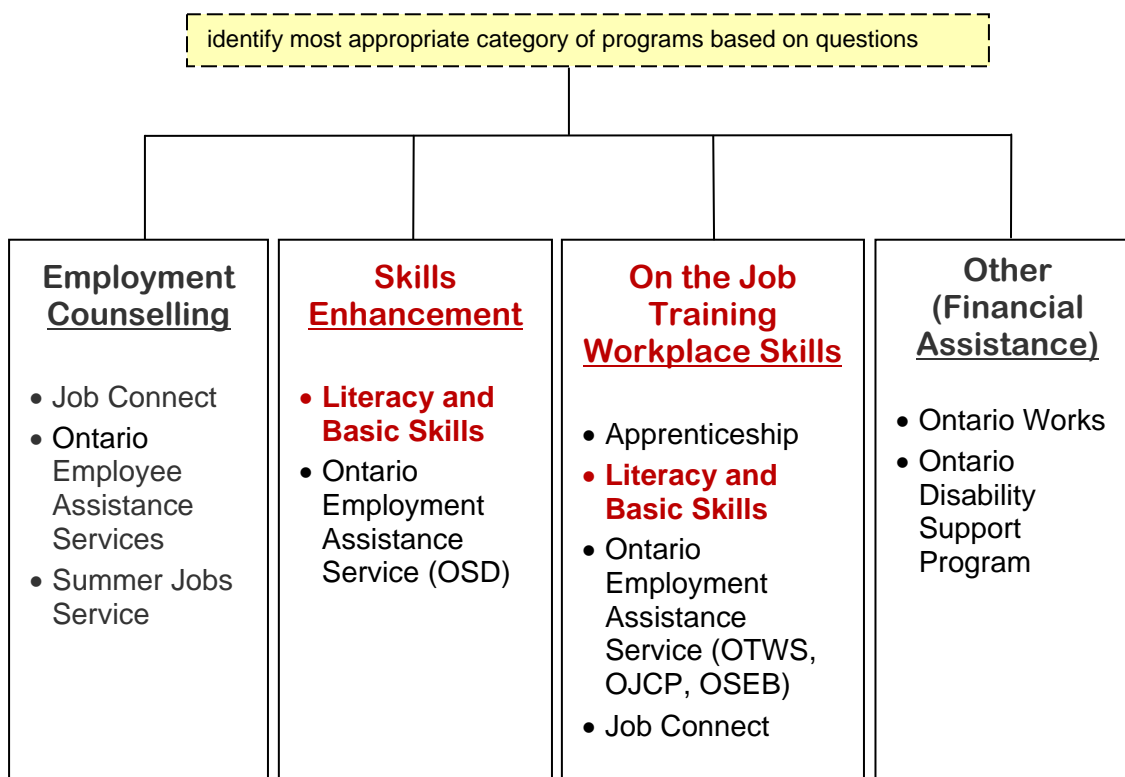 identify most appropriate category of programs based on questions
Employment
Counselling
• Job Connect
• Ontario
Employee
Assistance
Services
• Summer Jobs
Service
Skills
Enhancement
• Literacy and
Basic Skills
• Ontario
Employment
Assistance
Service (OSD)
On the Job
Training
Workplace Skills
• Apprenticeship
• Literacy and
Basic Skills
• Ontario
Employment
Assistance
Service (OTWS,
OJCP, OSEB)
• Job Connect
Other
(Financial
Assistance)
• Ontario Works
• Ontario
Disability
Support
Program